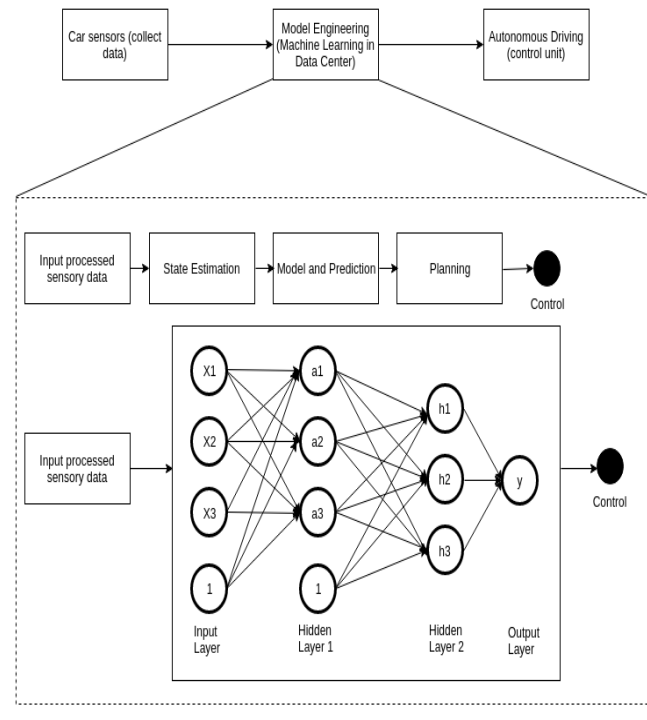 Car sensors (collect
data)
Model Engineering
(Machine Learning in
Data Center)
Autonomous Driving
(control unit)
Input processed
sensory data
State Estimation
Model and Prediction
Planning
Control
Input processed
sensory data
X1
X2
X3
1
a1
a2
a3
1
h1
h2
h3
y
Control
Input
Layer
Hidden
Layer 1
Hidden
Layer 2
Output
Layer